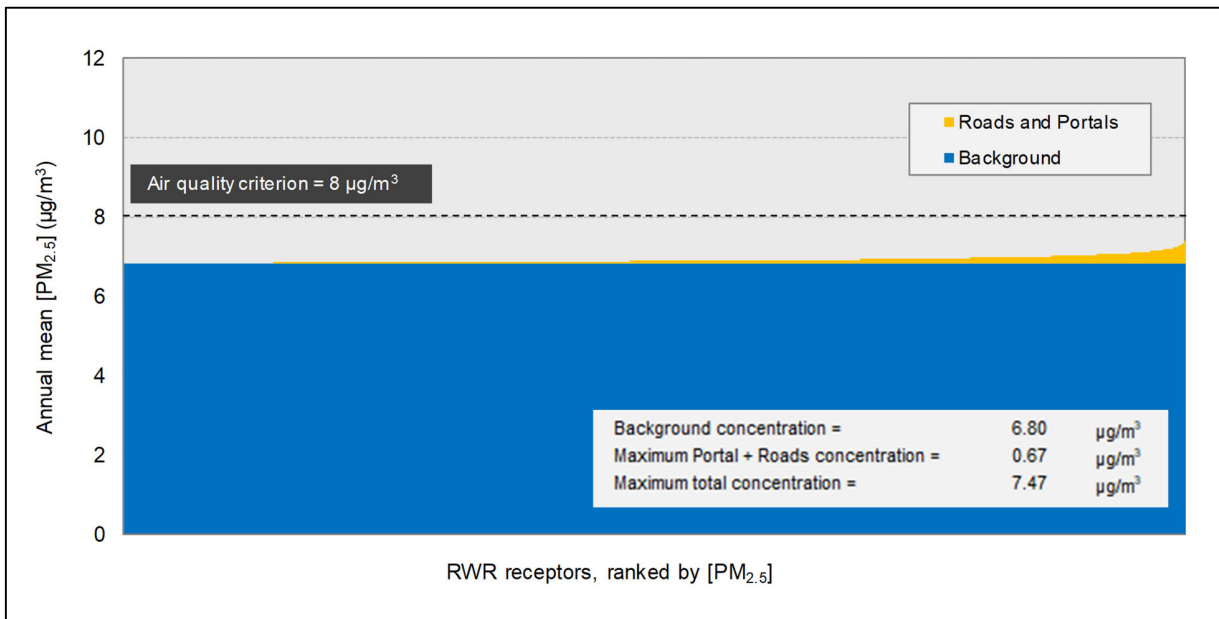 12
10
8
6
4
2
0
Annual mean [PM2.5] (µg/m³)
Roads and Portals
Background
Air quality criterion = 8 µg/m³
Background concentration = 6.80 µg/m³
Maximum Portal + Roads concentration = 0.67 µg/m³
Maximum total concentration = 7.47 µg/m³
RWR receptors, ranked by [PM2.5]